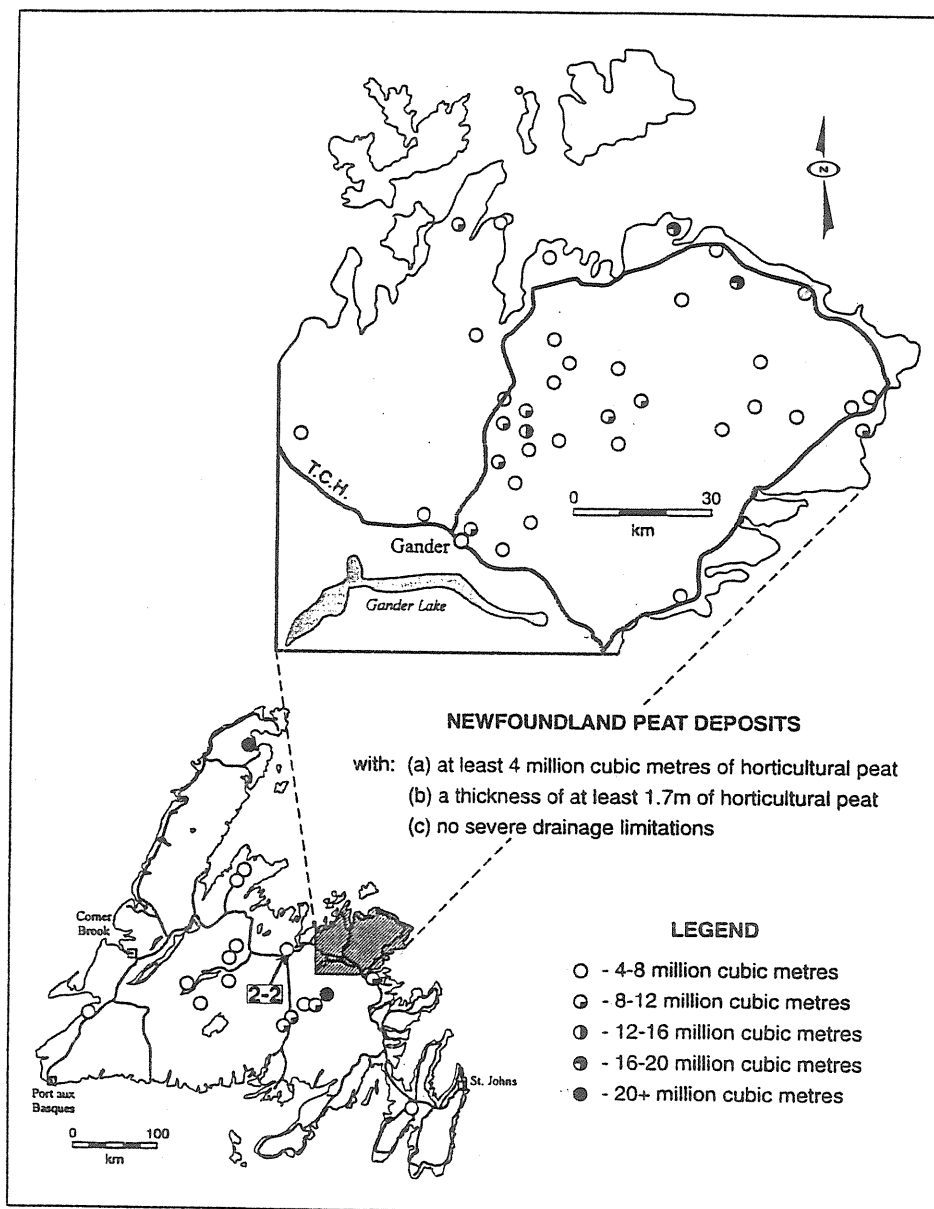 N
T.C.H.
0 30
km
Gander
Gander Lake
NEWFOUNDLAND PEAT DEPOSITS
with: (a) at least 4 million cubic metres of horticultural peat
(b) a thickness of at least 1.7m of horticultural peat
(c) no severe drainage limitations
Corner
Brook
2-2
St. Johns
Port aux
Basques
0 100
km
LEGEND
- 4-8 million cubic metres
- 8-12 million cubic metres
- 12-16 million cubic metres
- 16-20 million cubic metres
- 20+ million cubic metres